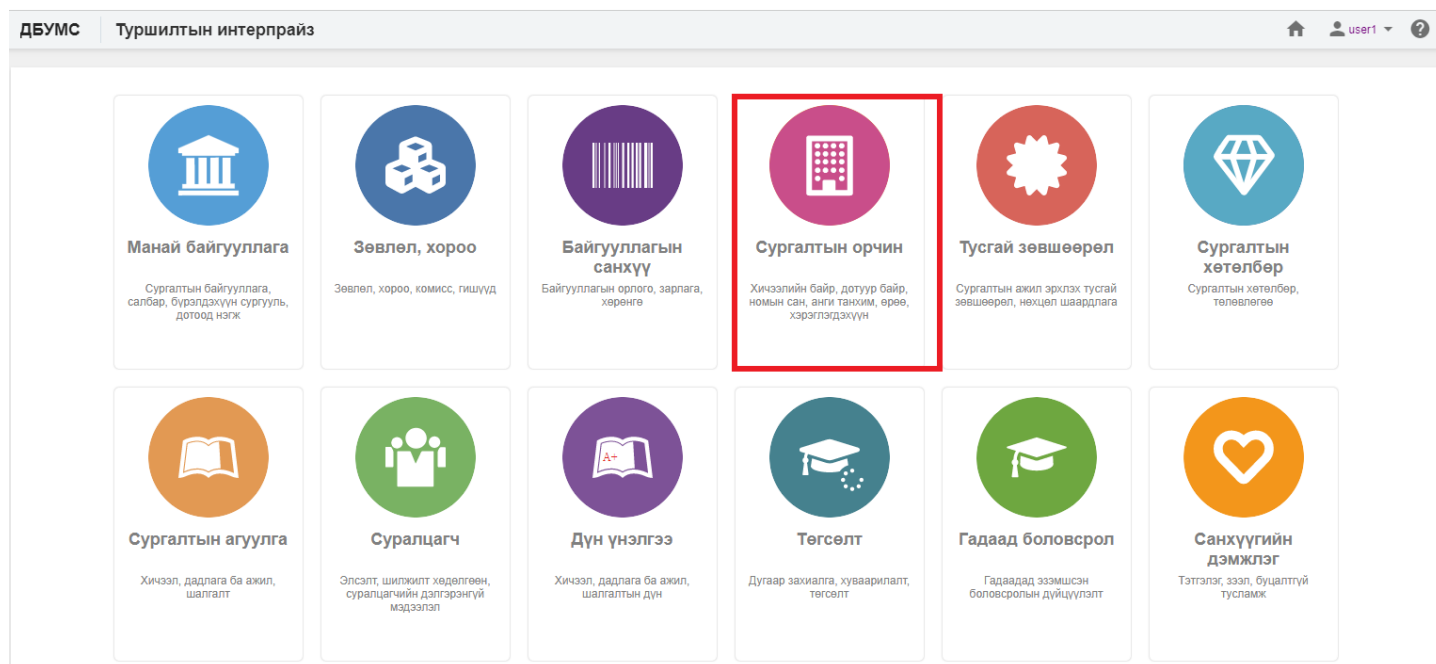 ДБУМС Туршилтын интерпрайз user1
Манай байгууллага
Сургалтын байгууллага,
салбар, бүрэлдэхүүн сургууль,
дотоод нэгж
Зөвлөл, хороо
Зөвлөл, хороо, комисс, гишүүд
Байгууллагын
санхүү
Байгууллагын орлого, зарлага,
хөрөнгө
Сургалтын орчин
Хичээлийн байр, дотуур байр,
номын сан, анги танхим, өрөө,
хэрэглэгдэхүүн
Тусгай зөвшөөрөл
Сургалтын ажил эрхлэх тусгай
зөвшөөрөл, нөхцөл шаардлага
Сургалтын
хөтөлбөр
Сургалтын хөтөлбөр,
төлөвлөгөө
Сургалтын агуулга
Хичээл, дадлага ба ажил,
шалгалт
Суралцагч
Элсэлт, шилжилт хөдөлгөөн,
суралцагчийн дэлгэрэнгүй
мэдээлэл
A+
Дүн үнэлгээ
Хичээл, дадлага ба ажил,
шалгалтын дүн
Төгсөлт
Дугаар захиалга, хуваарилалт,
төгсөлт
Гадаад боловсрол
Гадаадад эзэмшсэн
боловсролын дүйцүүлэлт
Санхүүгийн
дэмжлэг
Тэтгэлэг, зээл, буцалтгүй
тусламж